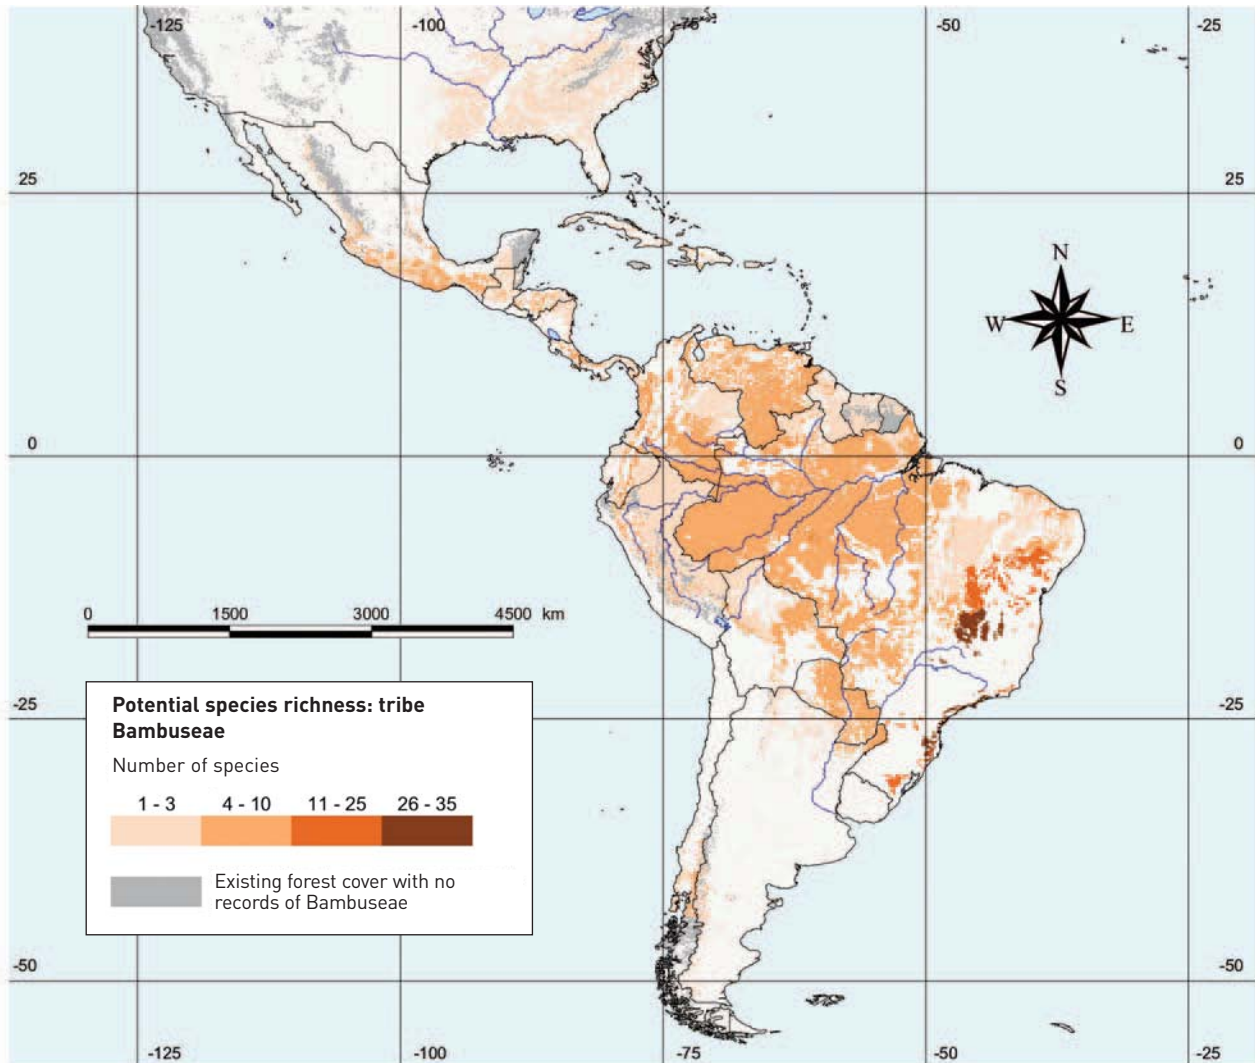 -125
-100
-75
-50
-25
25
25
N
W
E
S
0
0
0
1500
3000
4500 km
Potential species richness: tribe
Bambuseae
Number of species
1 - 3
4 - 10
11 - 25
26 - 35
Existing forest cover with no
records of Bambuseae
-25
-25
-50
-50
-125
-100
-75
-50
-25